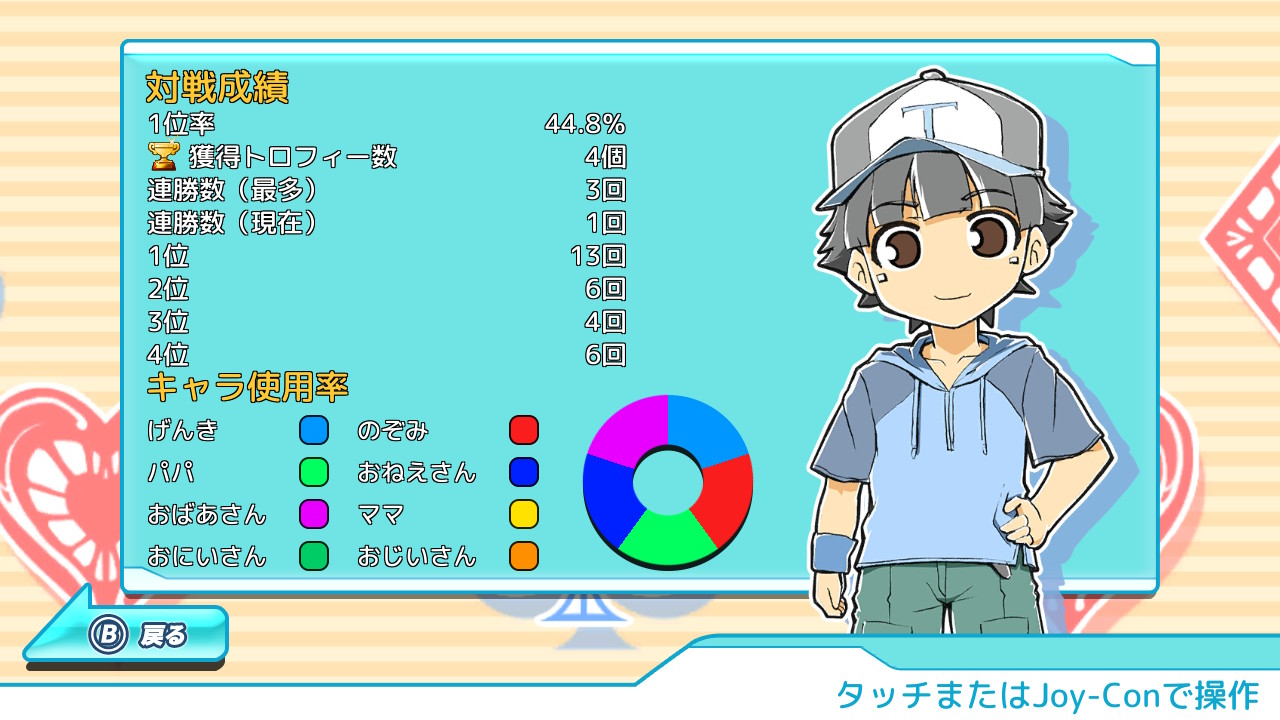 対戦成績
1位率 44.8%
獲得トロフィー数 4個
連勝数（最多） 3回
連勝数（現在） 1回
1位 13回
2位 6回
3位 4回
4位 6回
キャラ使用率
げんき のぞみ
パパ おねえさん
おばあさん ママ
おにいさん おじいさん
T
B 戻る
タッチまたはJoy-Conで操作